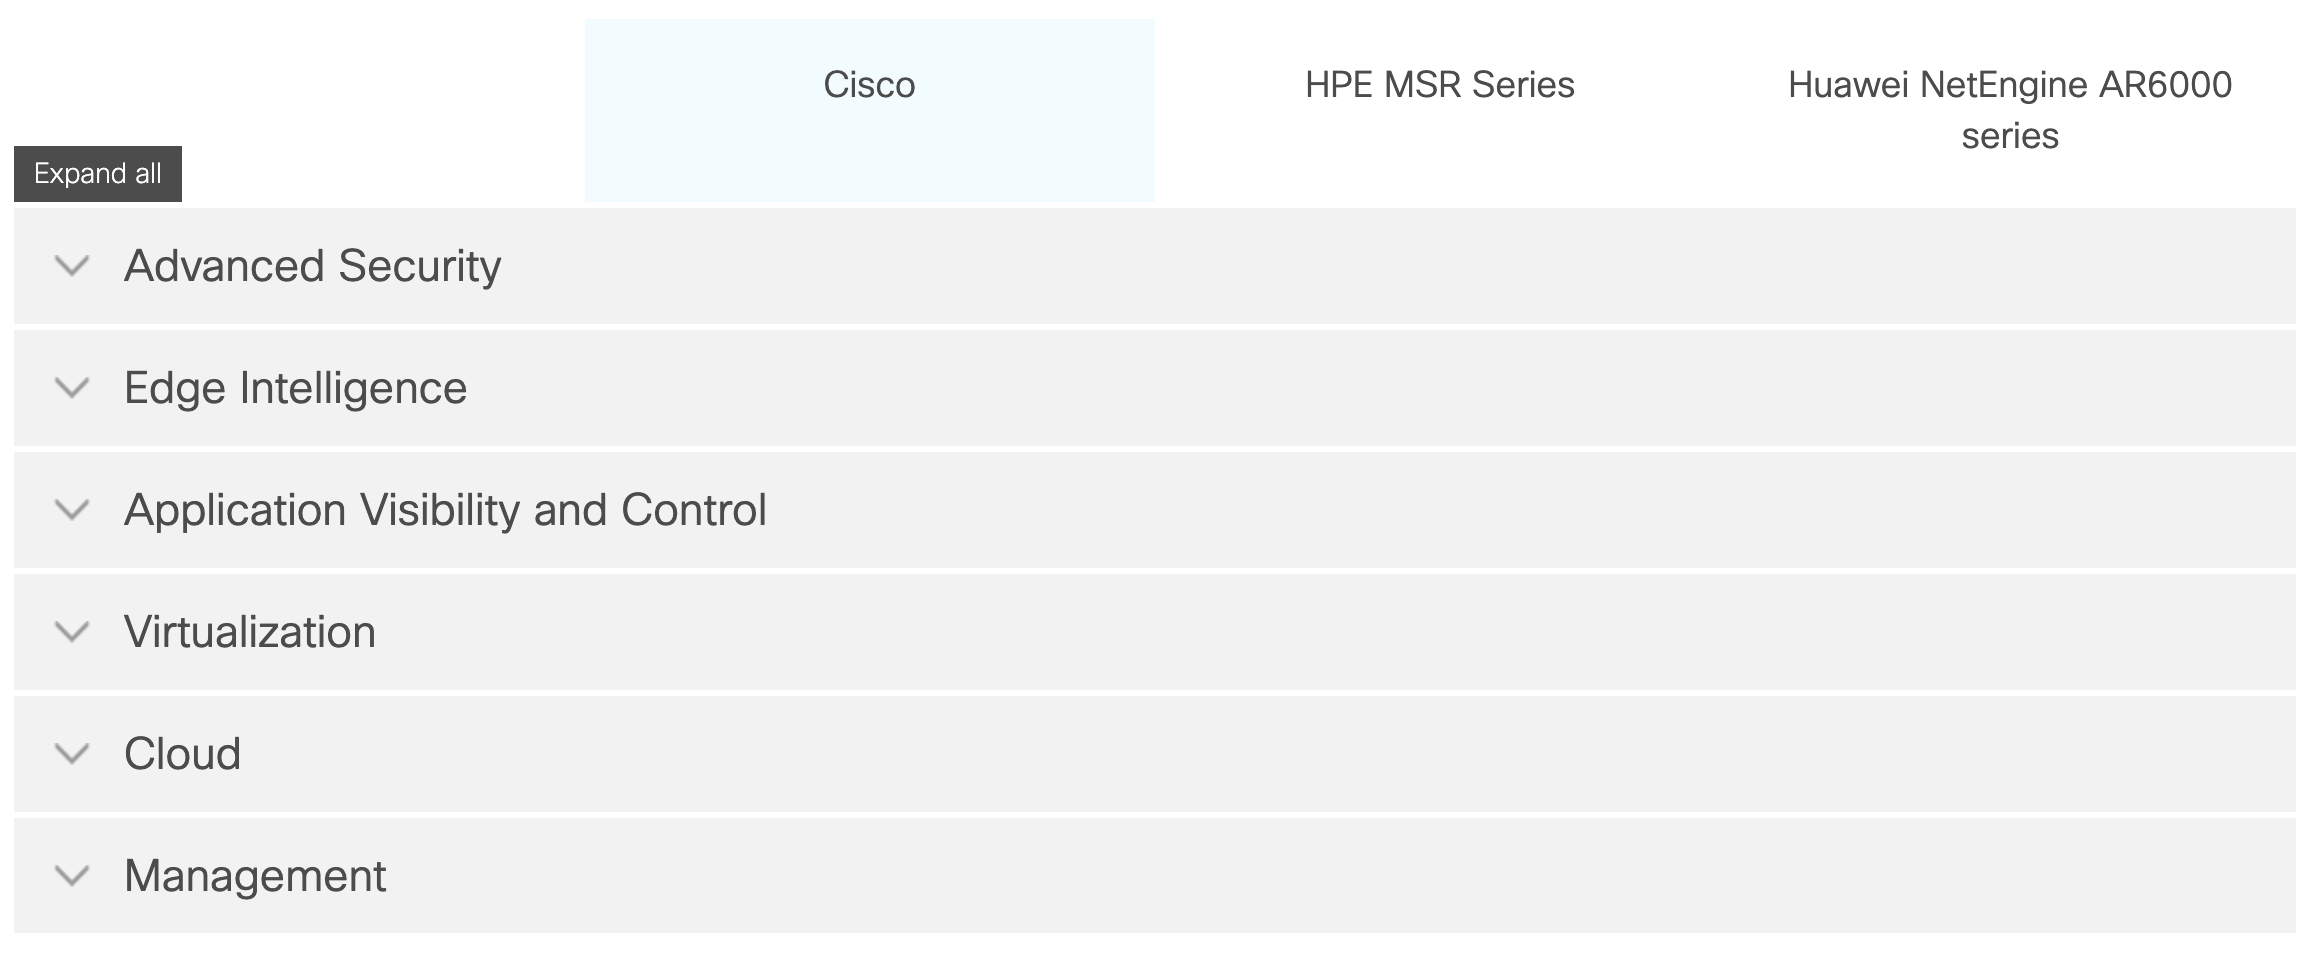 Cisco
HPE MSR Series
Huawei NetEngine AR6000
series
Expand all
Advanced Security
Edge Intelligence
Application Visibility and Control
Virtualization
Cloud
Management